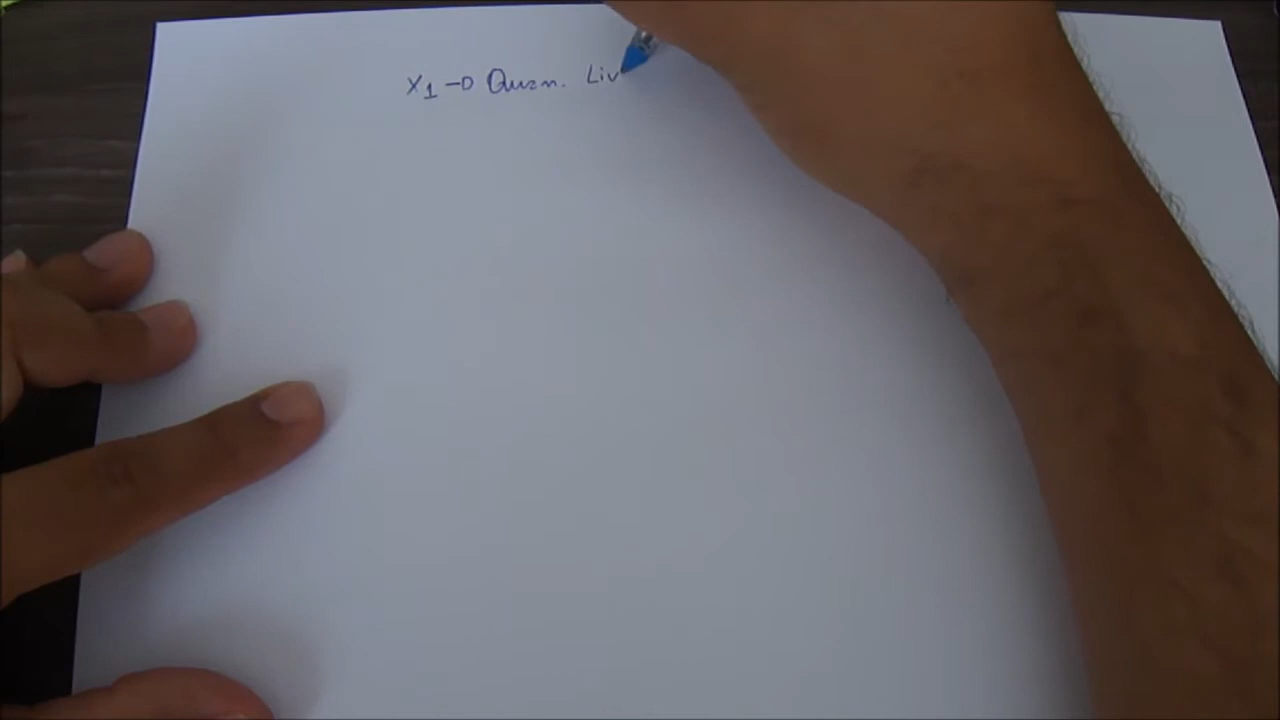 X1 → Quan. Liv